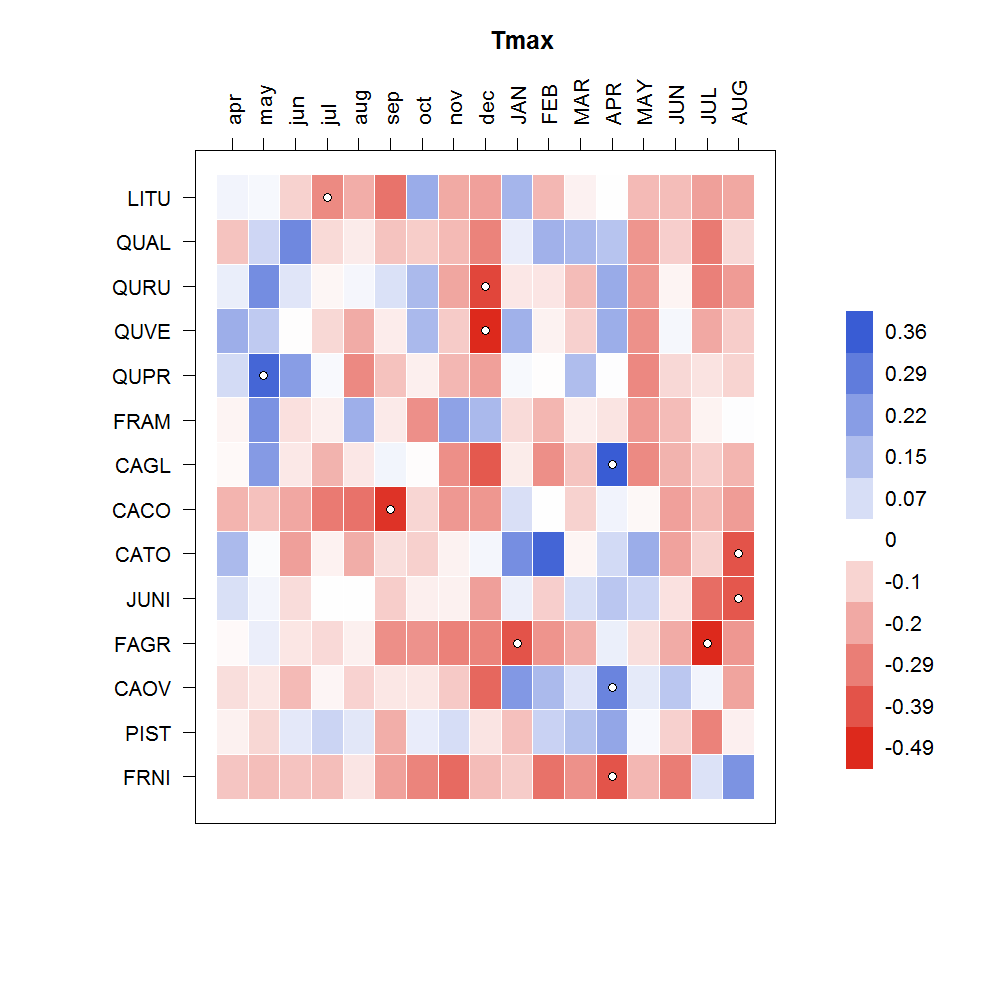 Tmax
apr may jun jul aug sep oct nov dec JAN FEB MAR APR MAY JUN JUL AUG
LITU
QUAL
QURU
QUVE
QUPR
FRAM
CAGL
CACO
CATO
JUNI
FAGR
CAOV
PIST
FRNI
0.36
0.29
0.22
0.15
0.07
0
-0.1
-0.2
-0.29
-0.39
-0.49